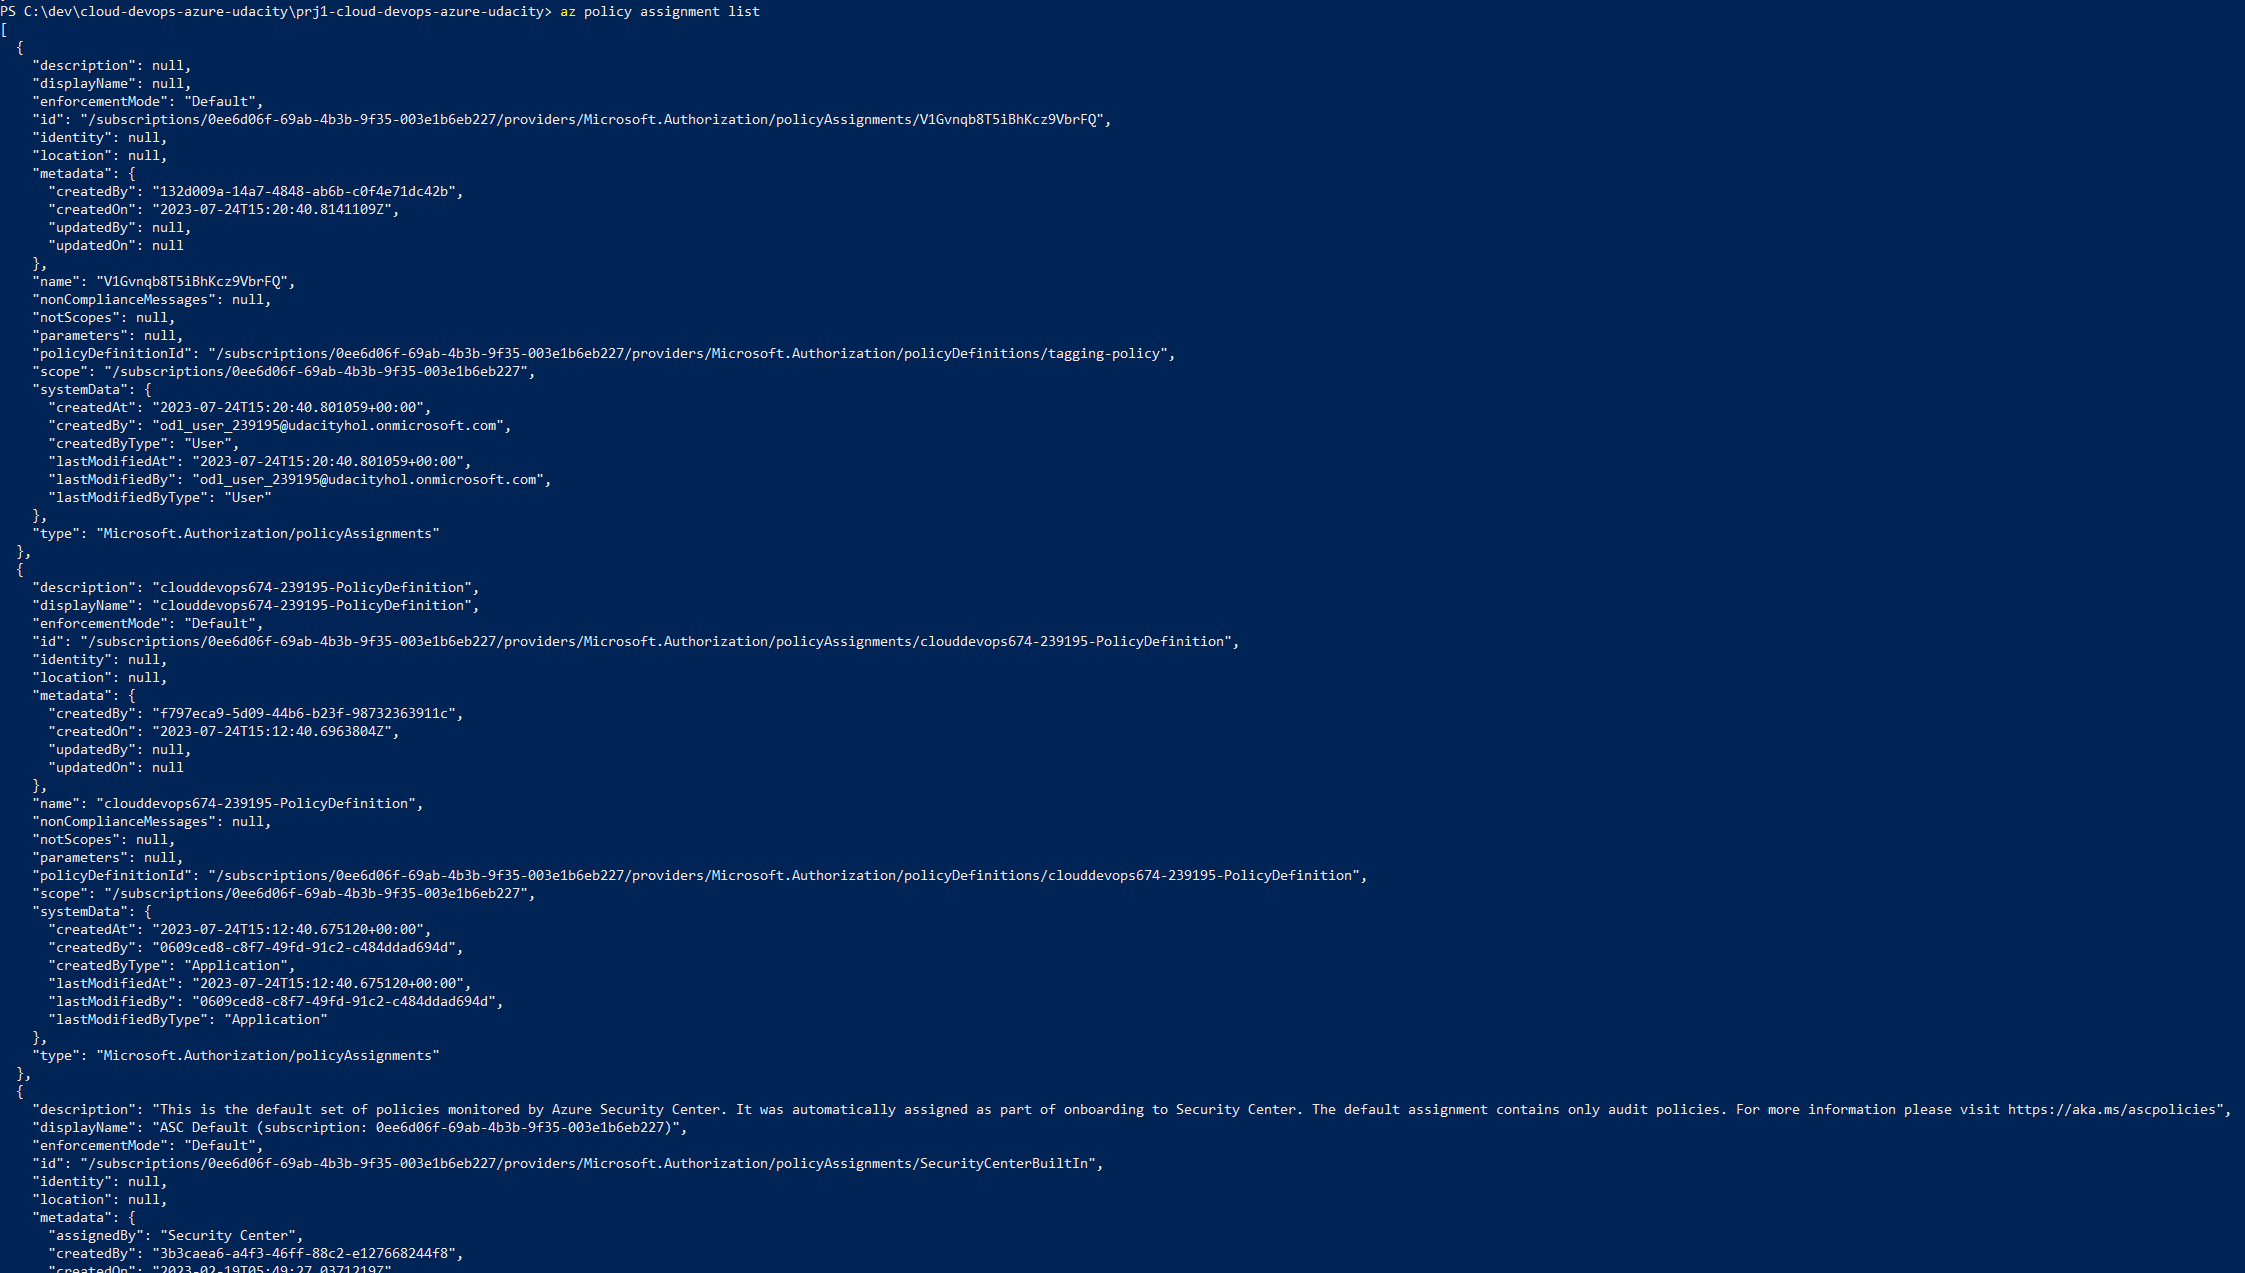 PS C:\dev\cloud-devops-azure-udacity\prj1-cloud-devops-azure-udacity> az policy assignment list
[
  {
    "description": null,
    "displayName": null,
    "enforcementMode": "Default",
    "id": "/subscriptions/0ee6d06f-69ab-4b3b-9f35-003e1b6eb227/providers/Microsoft.Authorization/policyAssignments/V1Gvnqb8T5iBhKcz9VbrFQ",
    "identity": null,
    "location": null,
    "metadata": {
      "createdBy": "132d009a-14a7-4848-ab6b-c0f4e71dc42b",
      "createdOn": "2023-07-24T15:20:40.8141109Z",
      "updatedBy": null,
      "updatedOn": null
    },
    "name": "V1Gvnqb8T5iBhKcz9VbrFQ",
    "nonComplianceMessages": null,
    "notScopes": null,
    "parameters": null,
    "policyDefinitionId": "/subscriptions/0ee6d06f-69ab-4b3b-9f35-003e1b6eb227/providers/Microsoft.Authorization/policyDefinitions/tagging-policy",
    "scope": "/subscriptions/0ee6d06f-69ab-4b3b-9f35-003e1b6eb227",
    "systemData": {
      "createdAt": "2023-07-24T15:20:40.801059+00:00",
      "createdBy": "odl_user_239195@udacityhol.onmicrosoft.com",
      "createdByType": "User",
      "lastModifiedAt": "2023-07-24T15:20:40.801059+00:00",
      "lastModifiedBy": "odl_user_239195@udacityhol.onmicrosoft.com",
      "lastModifiedByType": "User"
    },
    "type": "Microsoft.Authorization/policyAssignments"
  },
  {
    "description": "clouddevops674-239195-PolicyDefinition",
    "displayName": "clouddevops674-239195-PolicyDefinition",
    "enforcementMode": "Default",
    "id": "/subscriptions/0ee6d06f-69ab-4b3b-9f35-003e1b6eb227/providers/Microsoft.Authorization/policyAssignments/clouddevops674-239195-PolicyDefinition",
    "identity": null,
    "location": null,
    "metadata": {
      "createdBy": "f797eca9-5d09-44b6-b23f-98732363911c",
      "createdOn": "2023-07-24T15:12:40.6963804Z",
      "updatedBy": null,
      "updatedOn": null
    },
    "name": "clouddevops674-239195-PolicyDefinition",
    "nonComplianceMessages": null,
    "notScopes": null,
    "parameters": null,
    "policyDefinitionId": "/subscriptions/0ee6d06f-69ab-4b3b-9f35-003e1b6eb227/providers/Microsoft.Authorization/policyDefinitions/clouddevops674-239195-PolicyDefinition",
    "scope": "/subscriptions/0ee6d06f-69ab-4b3b-9f35-003e1b6eb227",
    "systemData": {
      "createdAt": "2023-07-24T15:12:40.675120+00:00",
      "createdBy": "0609ced8-c8f7-49fd-91c2-c484ddad694d",
      "createdByType": "Application",
      "lastModifiedAt": "2023-07-24T15:12:40.675120+00:00",
      "lastModifiedBy": "0609ced8-c8f7-49fd-91c2-c484ddad694d",
      "lastModifiedByType": "Application"
    },
    "type": "Microsoft.Authorization/policyAssignments"
  },
  {
    "description": "This is the default set of policies monitored by Azure Security Center. It was automatically assigned as part of onboarding to Security Center. The default assignment contains only audit policies. For more information please visit https://aka.ms/ascpolicies",
    "displayName": "ASC Default (subscription: 0ee6d06f-69ab-4b3b-9f35-003e1b6eb227)",
    "enforcementMode": "Default",
    "id": "/subscriptions/0ee6d06f-69ab-4b3b-9f35-003e1b6eb227/providers/Microsoft.Authorization/policyAssignments/SecurityCenterBuiltIn",
    "identity": null,
    "location": null,
    "metadata": {
      "assignedBy": "Security Center",
      "createdBy": "3b3caea6-a4f3-46ff-88c2-e127668244f8",
      "createdOn": "2023-02-19T05:49:27.0371219Z"